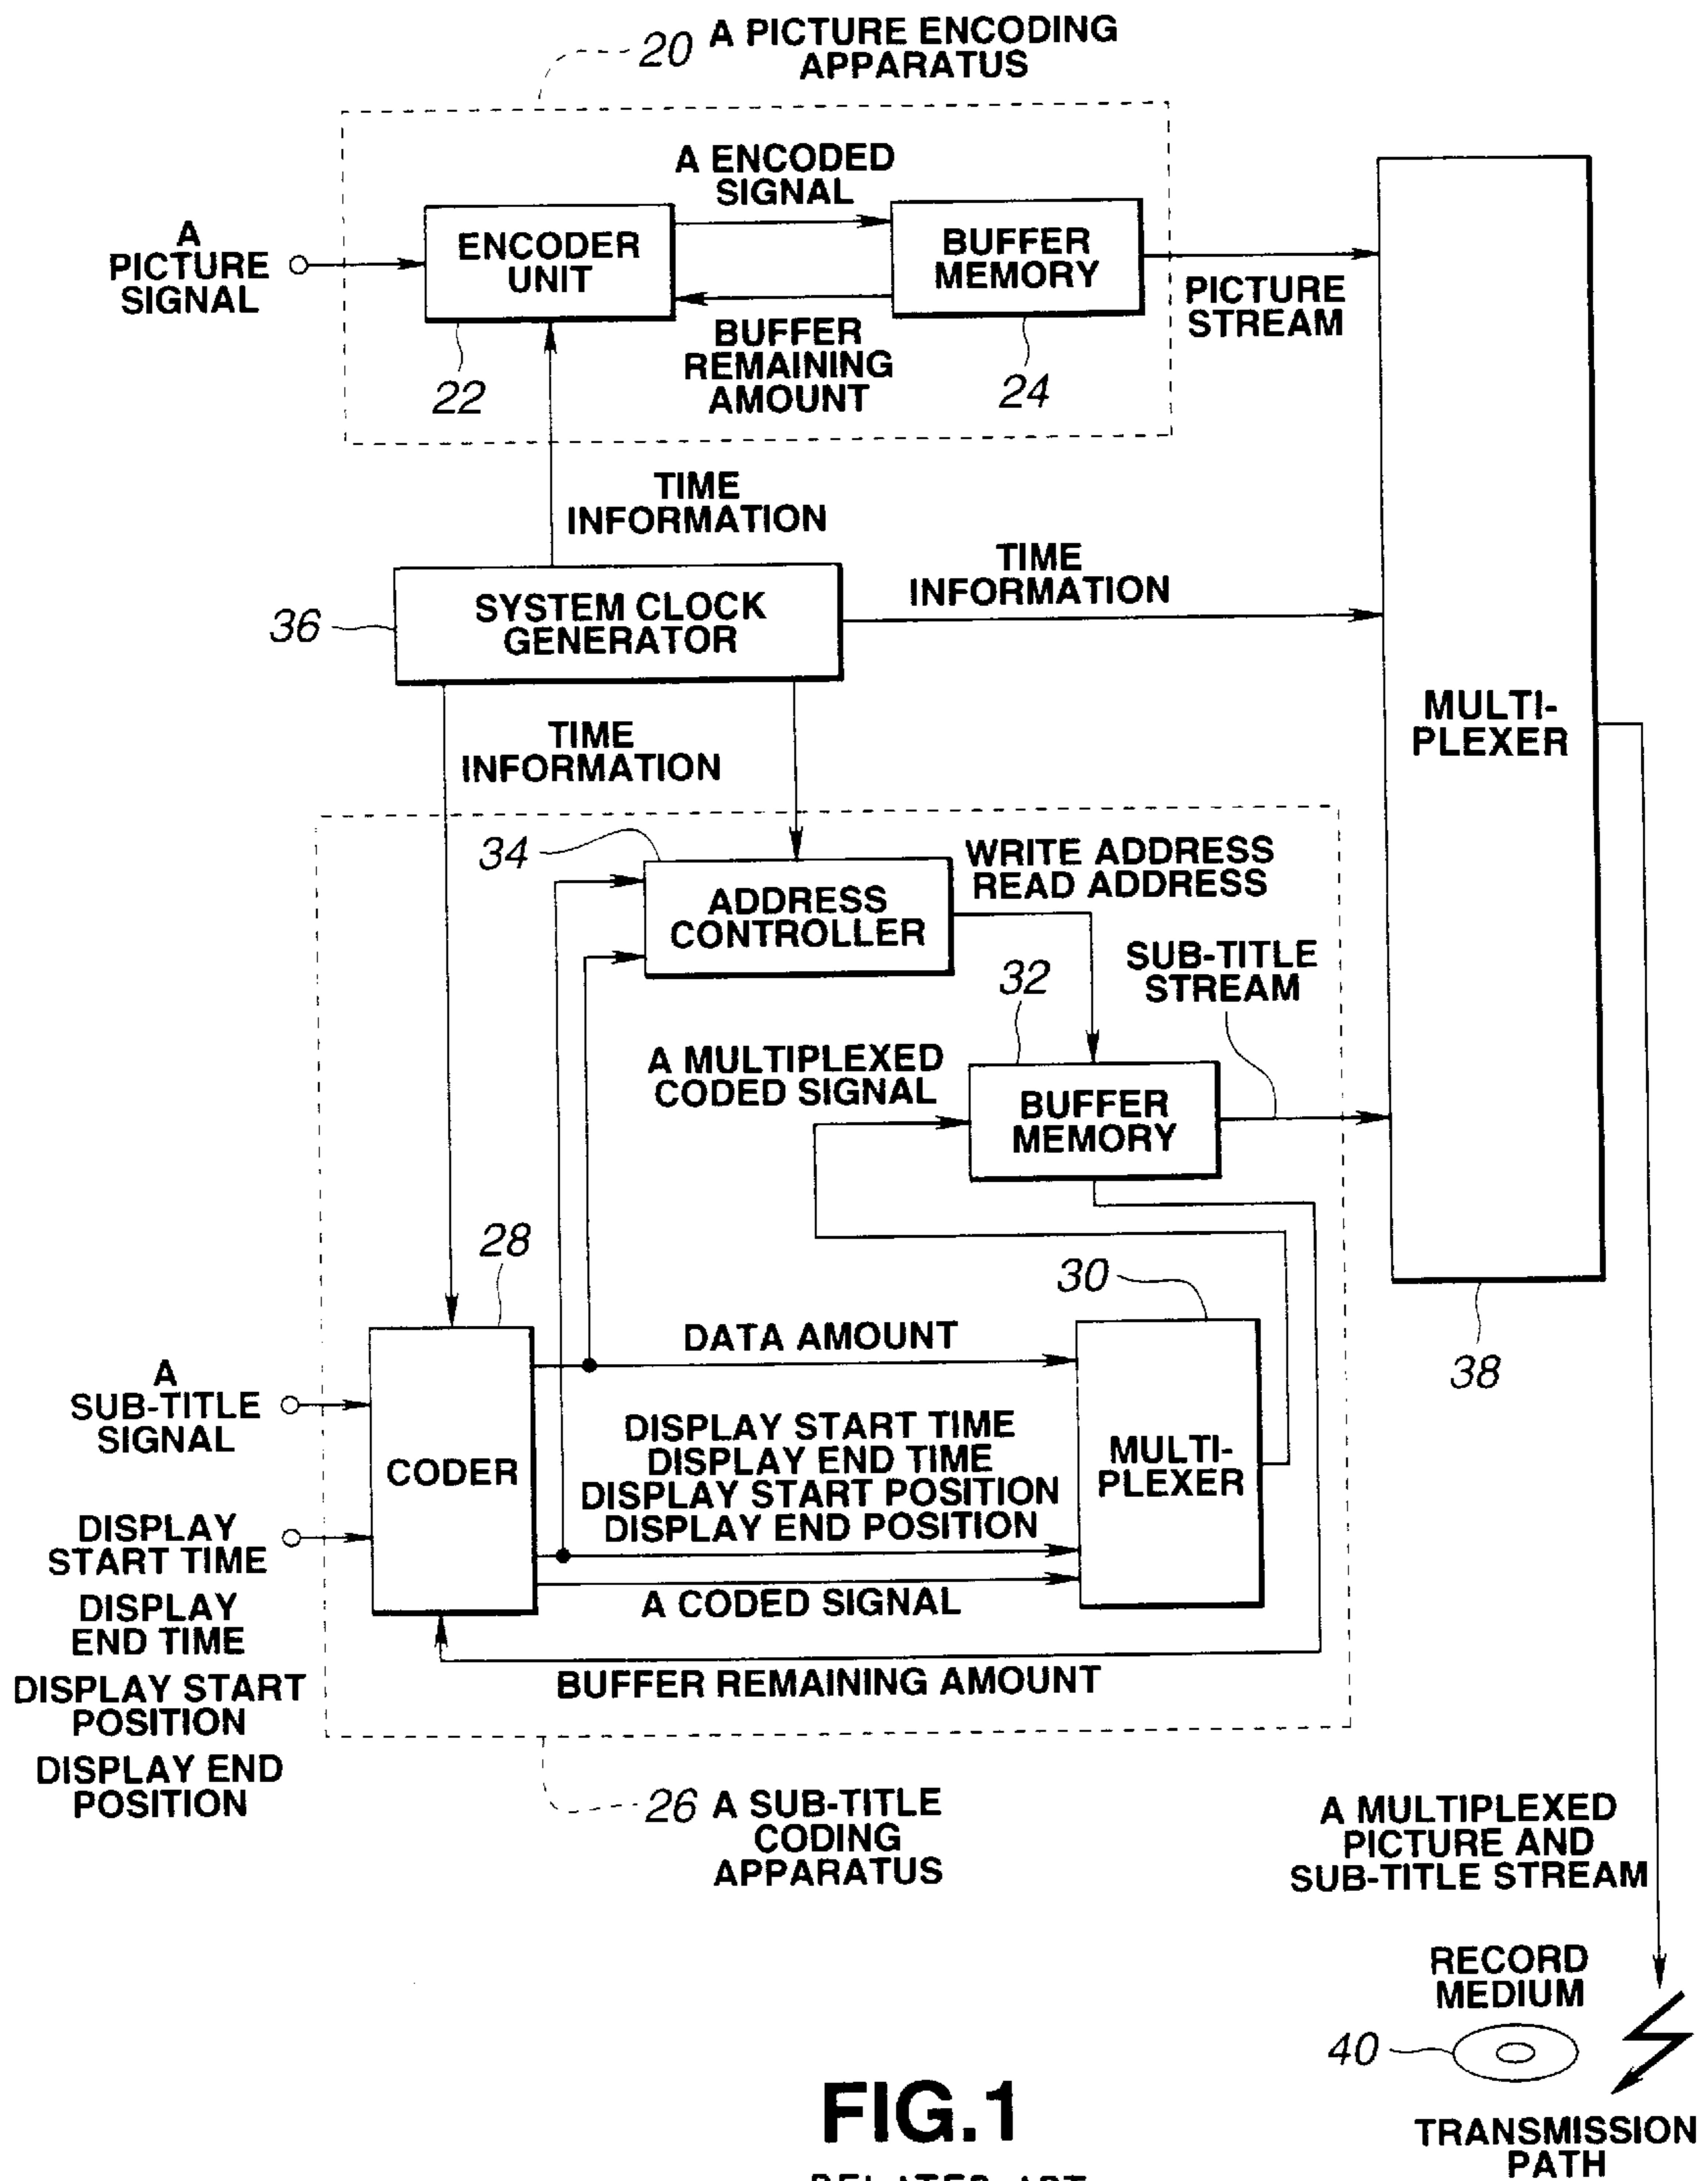 20 A PICTURE ENCODING
APPARATUS
A ENCODED
SIGNAL
A
PICTURE
SIGNAL
ENCODER
UNIT
BUFFER
MEMORY
PICTURE
STREAM
BUFFER
REMAINING
AMOUNT
22
24
TIME
INFORMATION
TIME
INFORMATION
36
SYSTEM CLOCK
GENERATOR
MULTI-
PLEXER
TIME
INFORMATION
34
ADDRESS
CONTROLLER
WRITE ADDRESS
READ ADDRESS
SUB-TITLE
STREAM
32
A MULTIPLEXED
CODED SIGNAL
BUFFER
MEMORY
28
30
38
DATA AMOUNT
A
SUB-TITLE
SIGNAL
CODER
DISPLAY START TIME
DISPLAY END TIME
DISPLAY START POSITION
DISPLAY END POSITION
MULTI-
PLEXER
DISPLAY
START TIME
DISPLAY
END TIME
DISPLAY START
POSITION
DISPLAY END
POSITION
A CODED SIGNAL
BUFFER REMAINING AMOUNT
26 A SUB-TITLE
CODING
APPARATUS
A MULTIPLEXED
PICTURE AND
SUB-TITLE STREAM
RECORD
MEDIUM
40
TRANSMISSION
PATH
FIG.1
RELATED ART